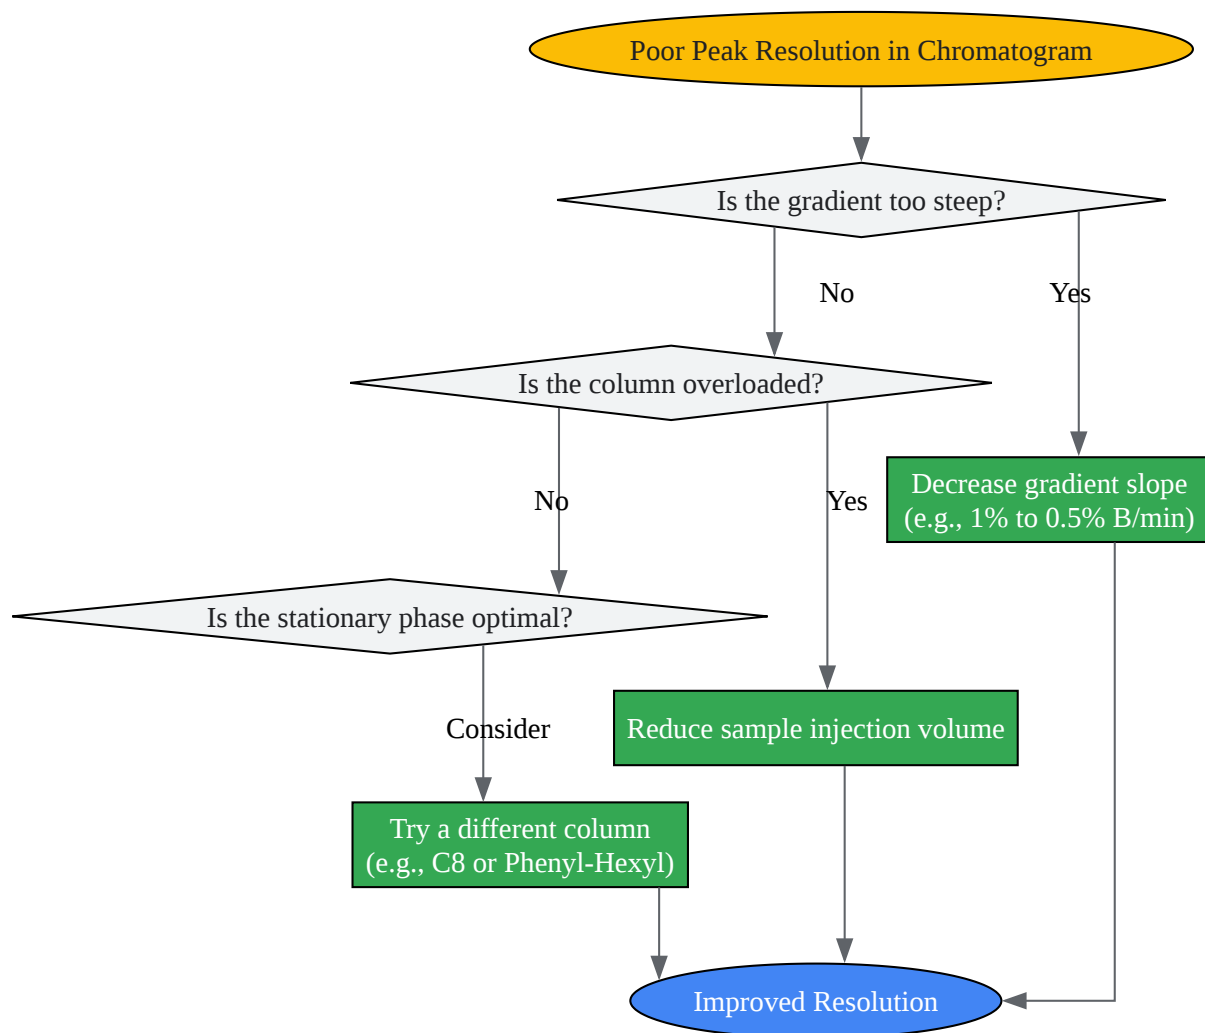 Poor Peak Resolution in Chromatogram
Is the gradient too steep?
No
Yes
Is the column overloaded?
Decrease gradient slope
(e.g., 1% to 0.5% B/min)
No
Yes
Is the stationary phase optimal?
Consider
Reduce sample injection volume
Try a different column
(e.g., C8 or Phenyl-Hexyl)
Improved Resolution